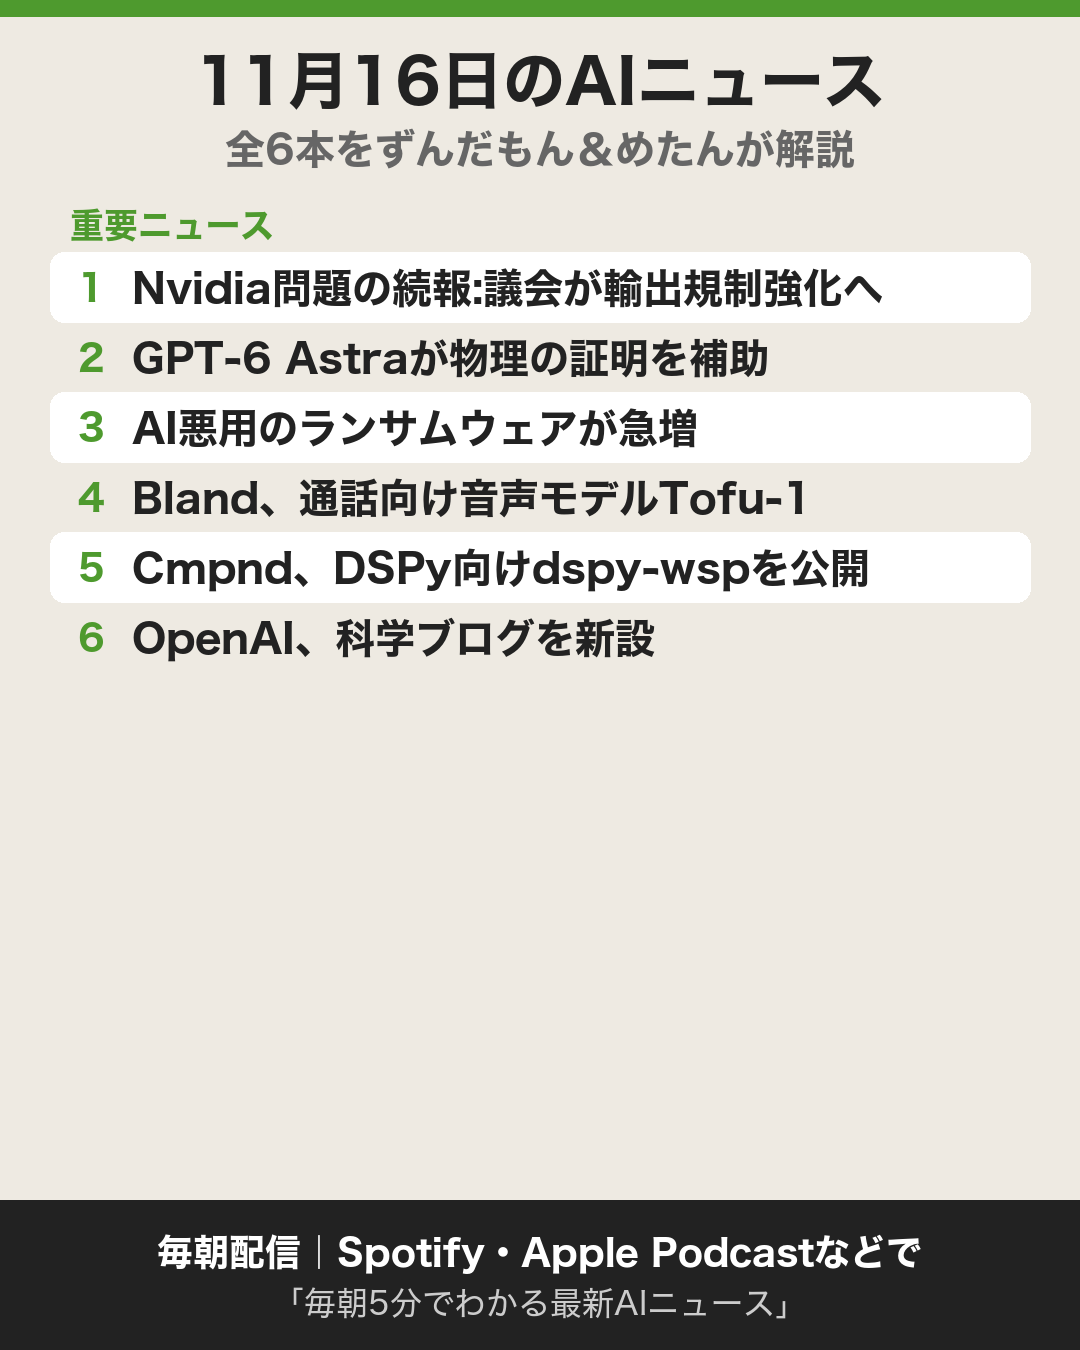 11月16日のAIニュース
全6本をずんだもん＆めたんが解説
重要ニュース
1 Nvidia問題の続報:議会が輸出規制強化へ
2 GPT-6 Astraが物理の証明を補助
3 AI悪用のランサムウェアが急増
4 Bland、通話向け音声モデルTofu-1
5 Cmpnd、DSPy向けdspy-wspを公開
6 OpenAI、科学ブログを新設
毎朝配信｜Spotify・Apple Podcastなどで
「毎朝5分でわかる最新AIニュース」